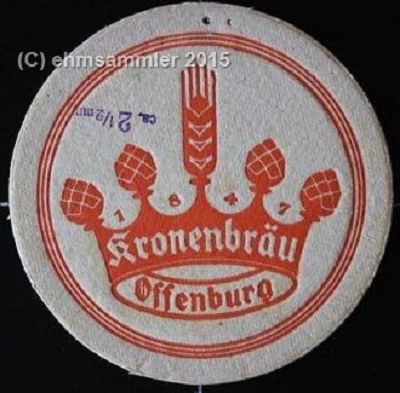 (C) ehmsammler 2015
ca. 2 1/2 mm
1 8 4 7
Kronenbräu
Offenburg